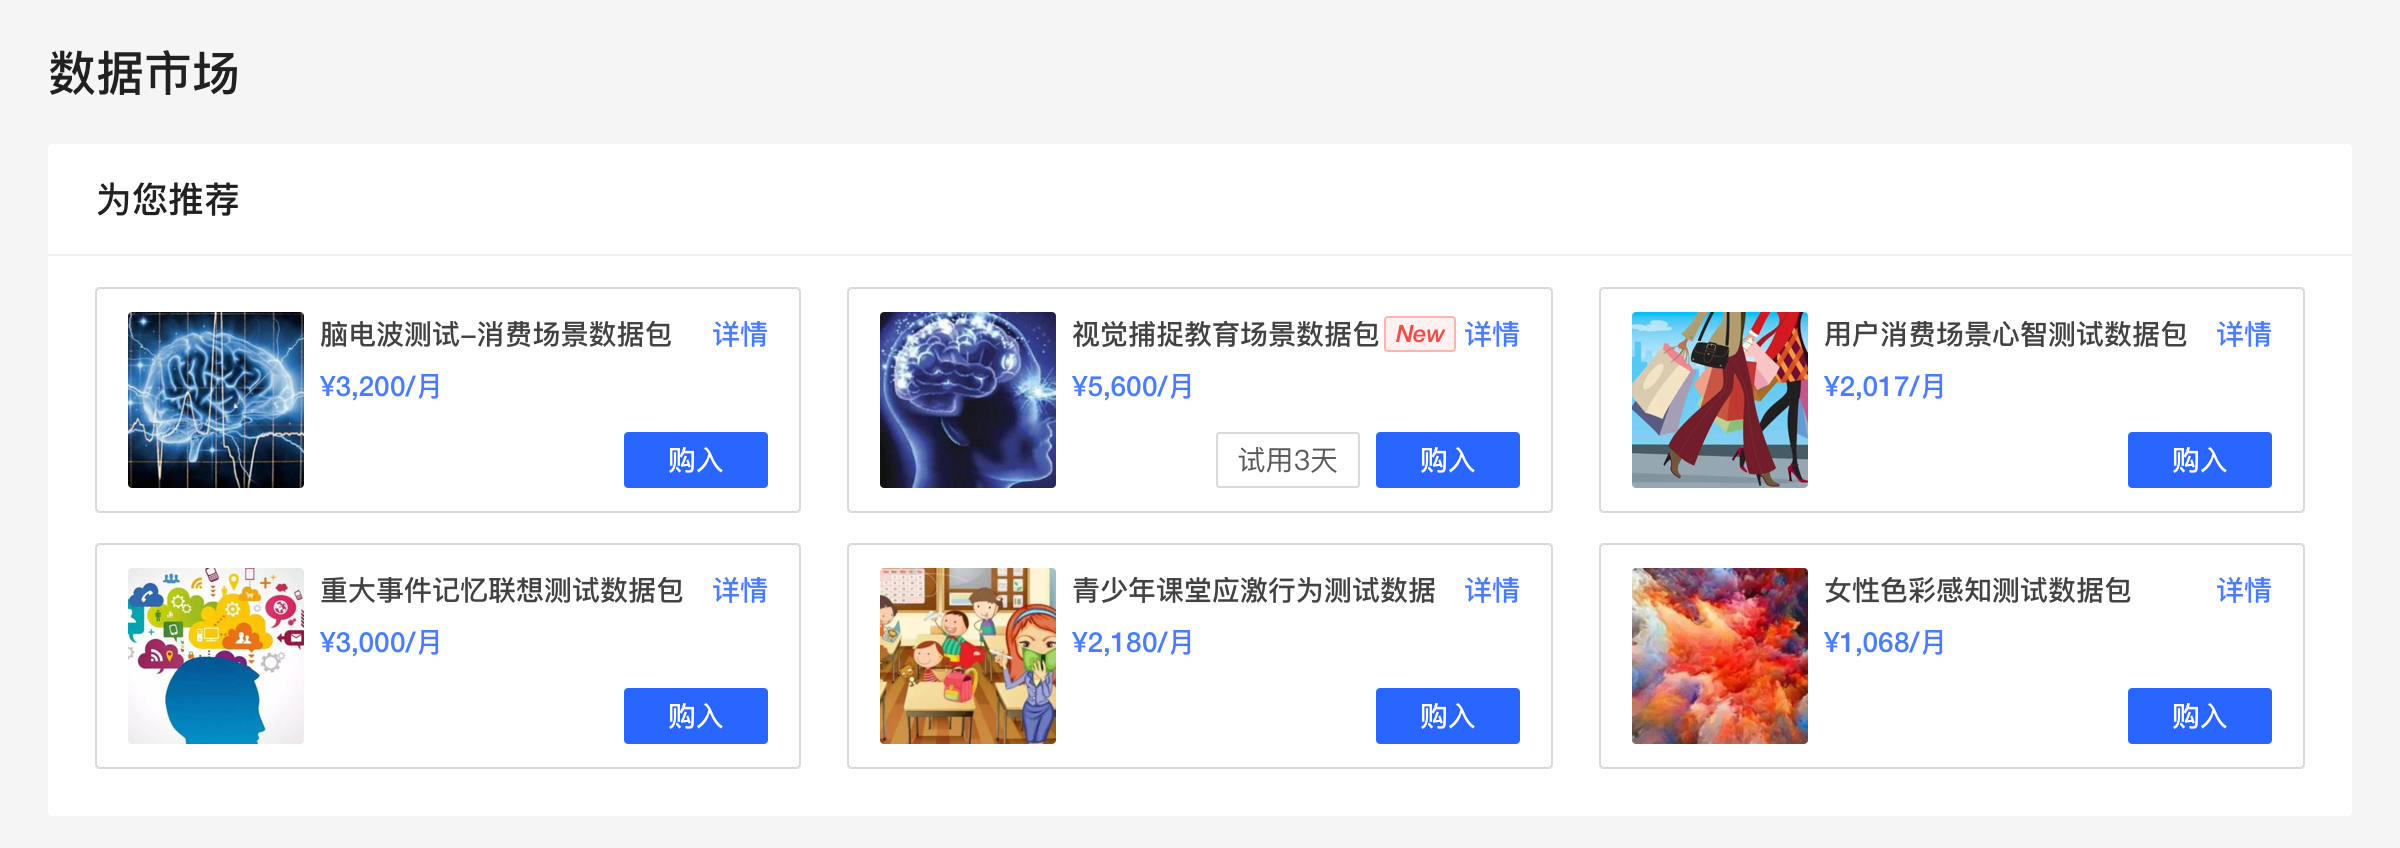 数据市场
为您推荐
脑电波测试-消费场景数据包 详情
¥3,200/月
购入
视觉捕捉教育场景数据包 New 详情
¥5,600/月
试用3天 购入
用户消费场景心智测试数据包 详情
¥2,017/月
购入
重大事件记忆联想测试数据包 详情
¥3,000/月
购入
青少年课堂应激行为测试数据 详情
¥2,180/月
购入
女性色彩感知测试数据包 详情
¥1,068/月
购入